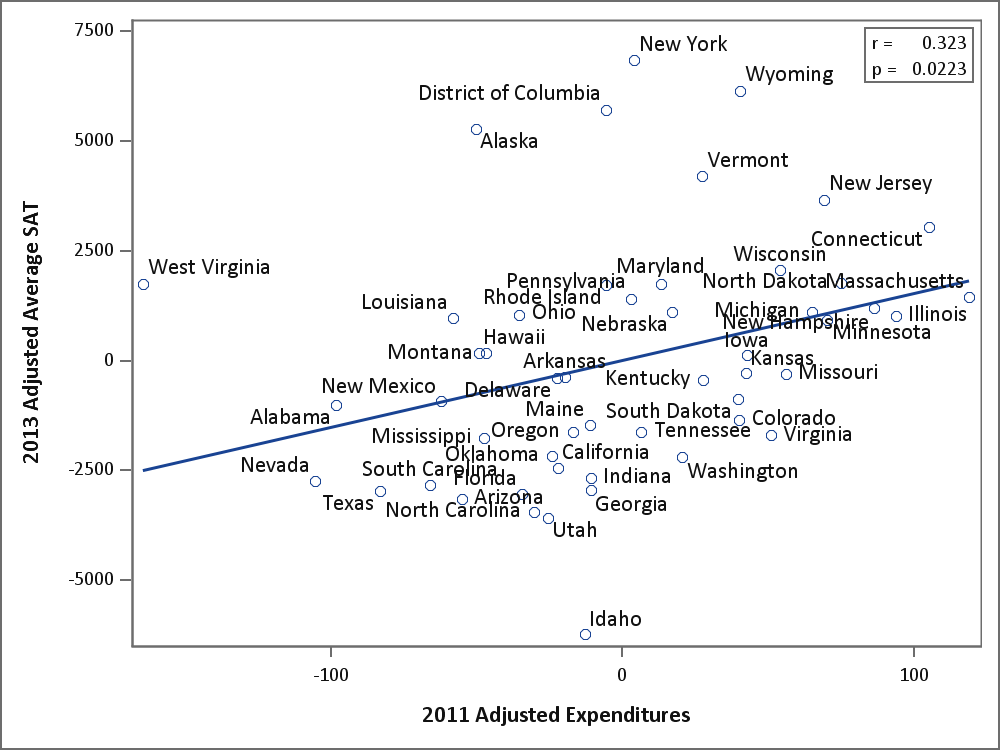 7500
New York
r = 0.323
p = 0.0223
Wyoming
District of Columbia
5000
Alaska
Vermont
New Jersey
2500
Connecticut
Wisconsin
West Virginia
Maryland
Pennsylvania
North Dakota
Massachusetts
Rhode Island
Louisiana
Ohio
Nebraska
Michigan
Illinois
New Hampshire
Minnesota
Hawaii
Iowa
Montana
0
Arkansas
Kansas
Missouri
Kentucky
New Mexico
Delaware
Alabama
Maine
South Dakota
Colorado
Mississippi
Oregon
Tennessee
Virginia
Oklahoma
California
Nevada
-2500
South Carolina
Washington
Florida
Indiana
Texas
Arizona
North Carolina
Georgia
Utah
-5000
Idaho
2013 Adjusted Average SAT
-100
0
100
2011 Adjusted Expenditures